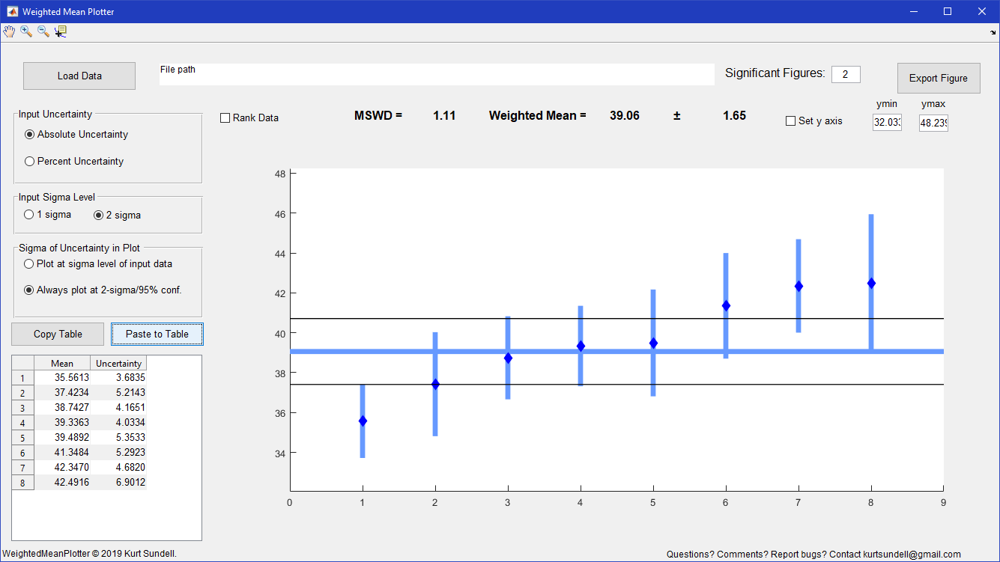 Weighted Mean Plotter
Load Data
File path
Significant Figures: 2
Export Figure
ymin ymax
Input Uncertainty
Rank Data
MSWD = 1.11 Weighted Mean = 39.06 ± 1.65
Set y axis
32.03 48.239
Absolute Uncertainty
Percent Uncertainty
Input Sigma Level
1 sigma 2 sigma
Sigma of Uncertainty in Plot
Plot at sigma level of input data
Always plot at 2-sigma/95% conf.
Copy Table Paste to Table
Mean Uncertainty
1 35.5613 3.6835
2 37.4234 5.2143
3 38.7427 4.1651
4 39.3363 4.0334
5 39.4892 5.3533
6 41.3484 5.2923
7 42.3470 4.6820
8 42.4916 6.9012
48
46
44
42
40
38
36
34
0 1 2 3 4 5 6 7 8 9
WeightedMeanPlotter © 2019 Kurt Sundell.
Questions? Comments? Report bugs? Contact kurtsundell@gmail.com